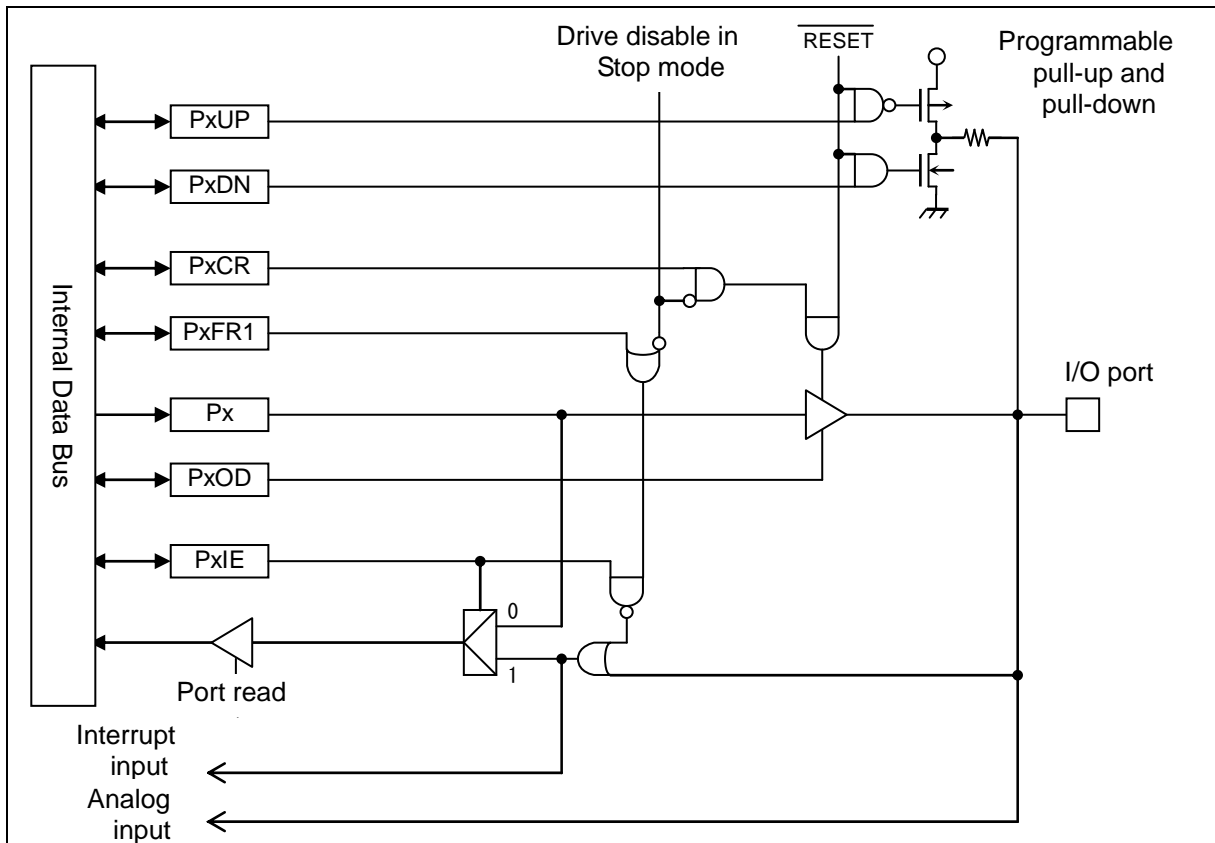 Drive disable in
Stop mode
RESET
Programmable
pull-up and
pull-down
Internal Data Bus
PxUP
PxDN
PxCR
PxFR1
Px
PxOD
PxIE
I/O port
0
1
Port read
Interrupt
input
Analog
input